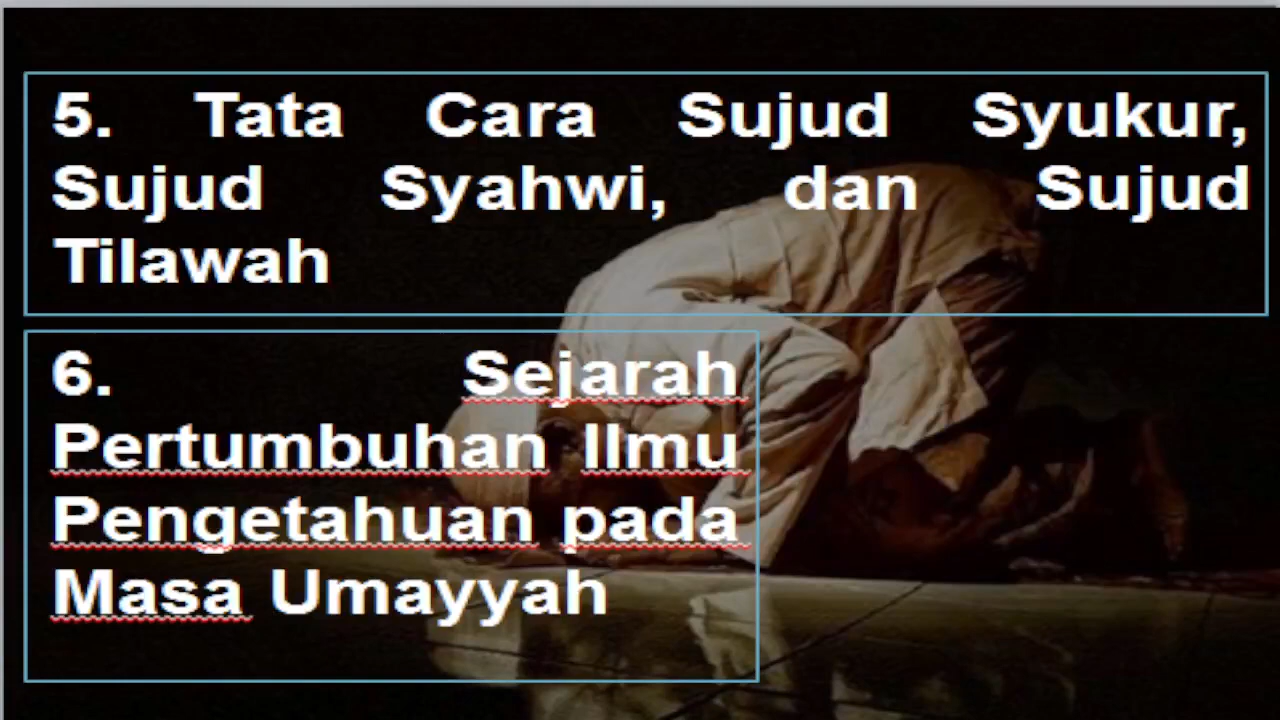 5. Tata Cara Sujud Syukur,
Sujud Syahwi, dan Sujud
Tilawah
6. Sejarah
Pertumbuhan Ilmu
Pengetahuan pada
Masa Umayyah